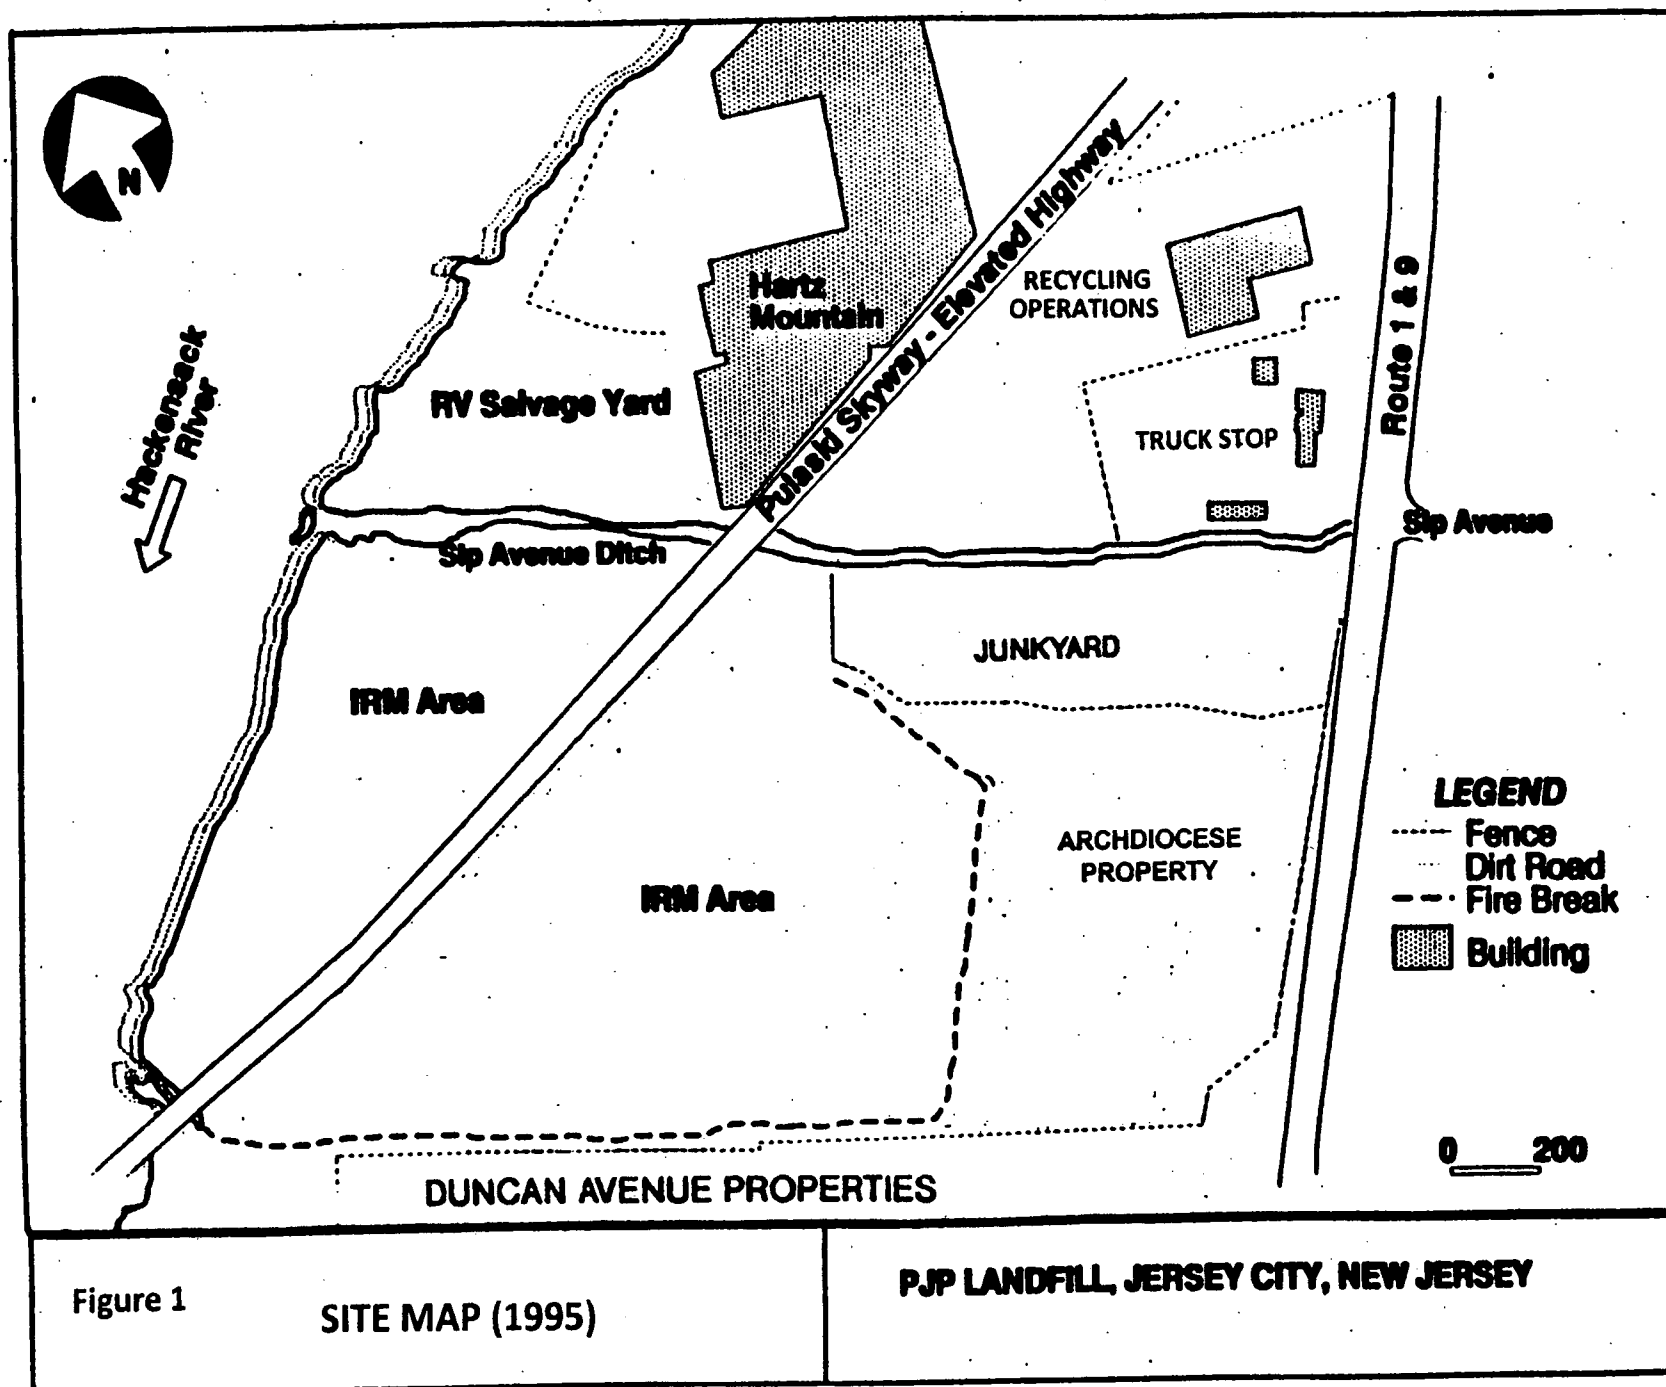 N
Hackensack
River
Hartz
Mountain
Pulaski Skyway - Elevated Highway
RECYCLING
OPERATIONS
Route 1 & 9
RV Salvage Yard
TRUCK STOP
Sip Avenue
Sip Avenue Ditch
JUNKYARD
IRM Area
ARCHDIOCESE
PROPERTY
IRM Area
LEGEND
Fence
Dirt Road
Fire Break
Building
0 200
DUNCAN AVENUE PROPERTIES
Figure 1
SITE MAP (1995)
PJP LANDFILL, JERSEY CITY, NEW JERSEY